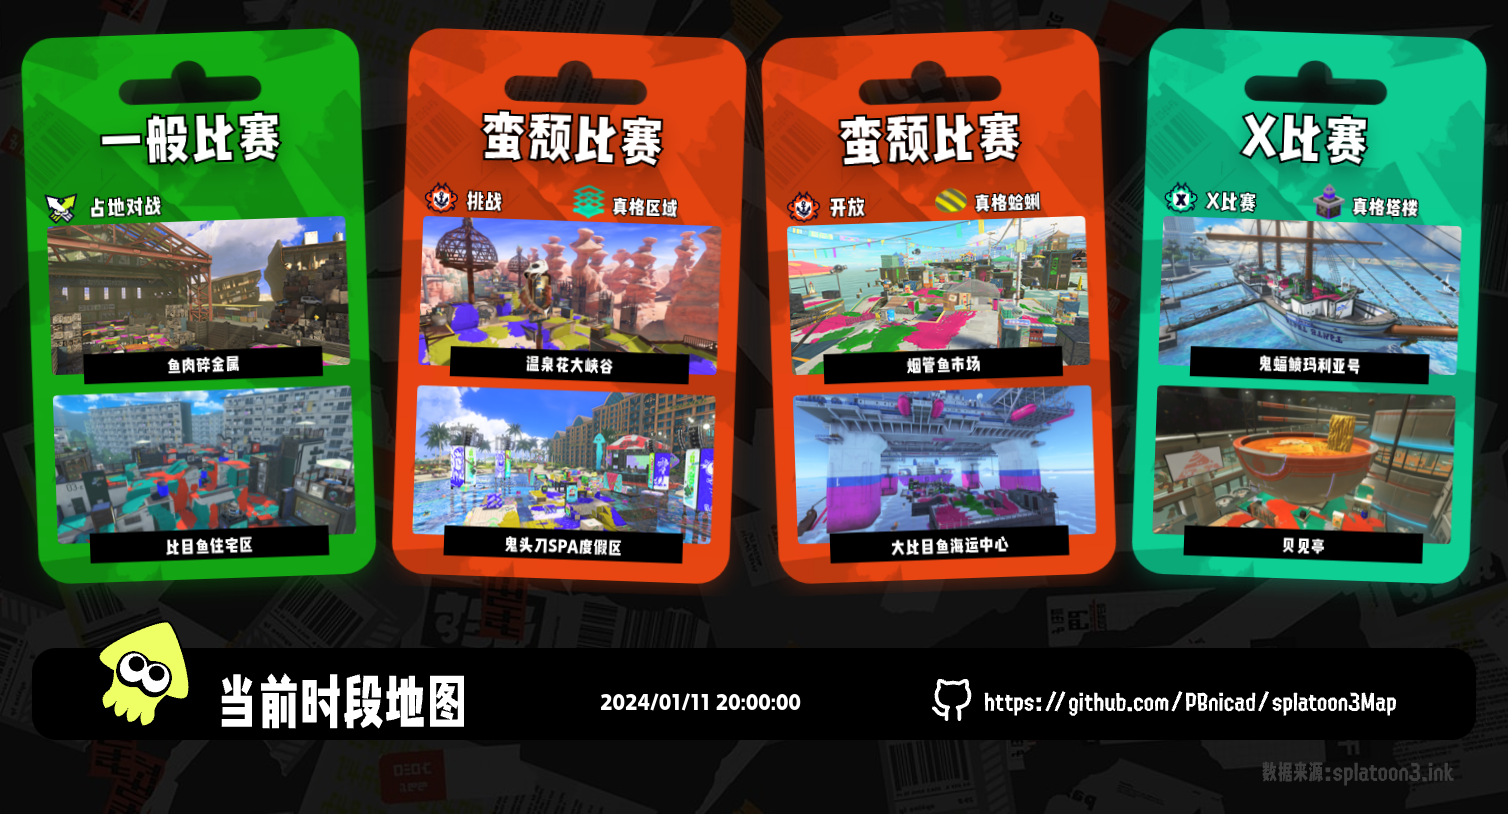 一般比赛
占地对战
鱼肉碎金属
比目鱼住宅区
蛮颓比赛
挑战
真格区域
温泉花大峡谷
鬼头刀SPA度假区
蛮颓比赛
开放
真格蛤蜊
烟管鱼市场
大比目鱼海运中心
X比赛
X比赛
真格塔楼
鬼蝠鲼玛利亚号
贝见亭
当前时段地图
2024/01/11 20:00:00
https://github.com/PBnicad/splatoon3Map
数据来源:splatoon3.ink